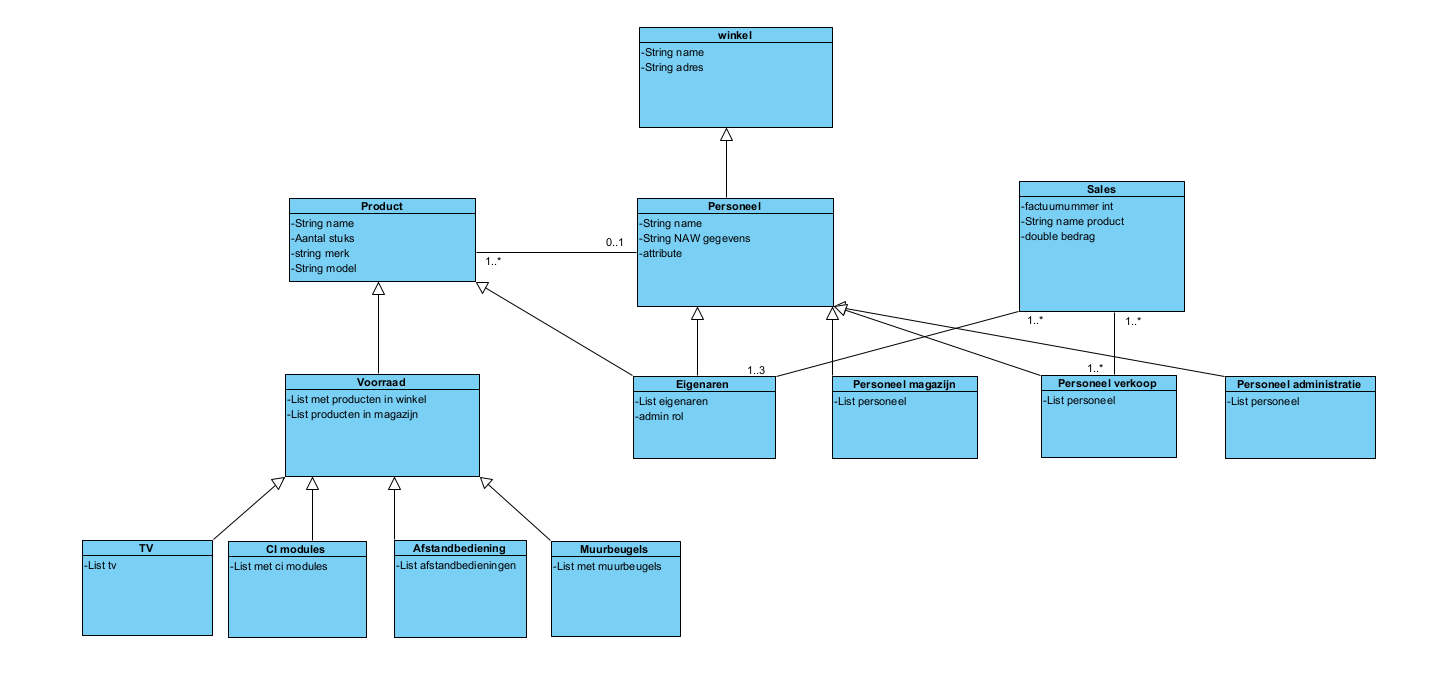 winkel
-String name
-String adres
Product
-String name
-Aantal stuks
-string merk
-String model
0..1
1..*
Personeel
-String name
-String NAW gegevens
-attribute
Sales
-factuurnummer int
-String name product
-double bedrag
1..*
1..*
1..3
1..*
Voorraad
-List met producten in winkel
-List producten in magazijn
Eigenaren
-List eigenaren
-admin rol
Personeel magazijn
-List personeel
Personeel verkoop
-List personeel
Personeel administratie
-List personeel
TV
-List tv
CI modules
-List met ci modules
Afstandbediening
-List afstandbedieningen
Muurbeugels
-List met muurbeugels